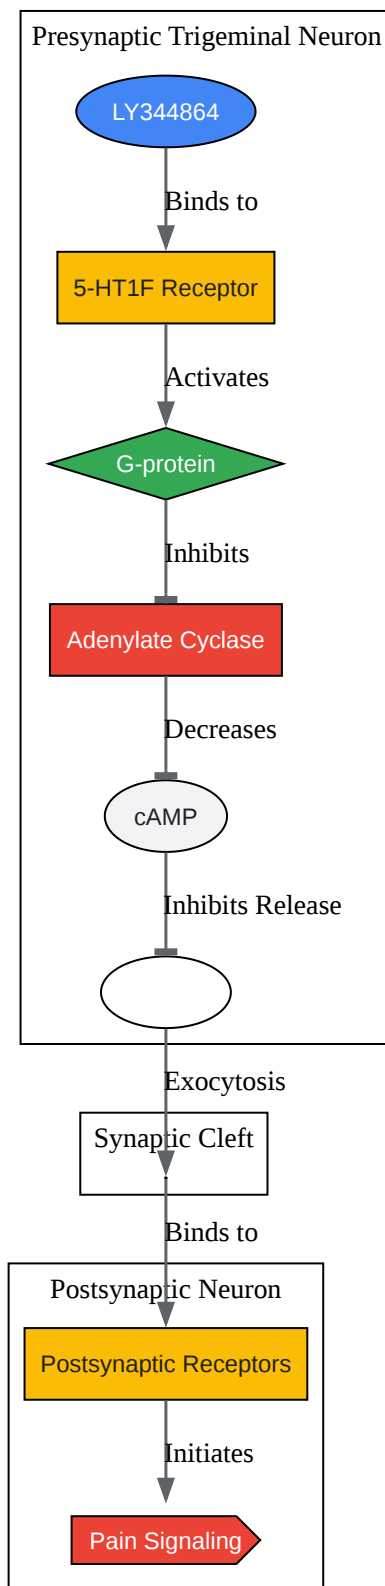 Presynaptic Trigeminal Neuron
LY344864
Binds to
5-HT1F Receptor
Activates
G-protein
Inhibits
Adenylate Cyclase
Decreases
cAMP
Inhibits Release
Exocytosis
Synaptic Cleft
Binds to
Postsynaptic Neuron
Postsynaptic Receptors
Initiates
Pain Signaling